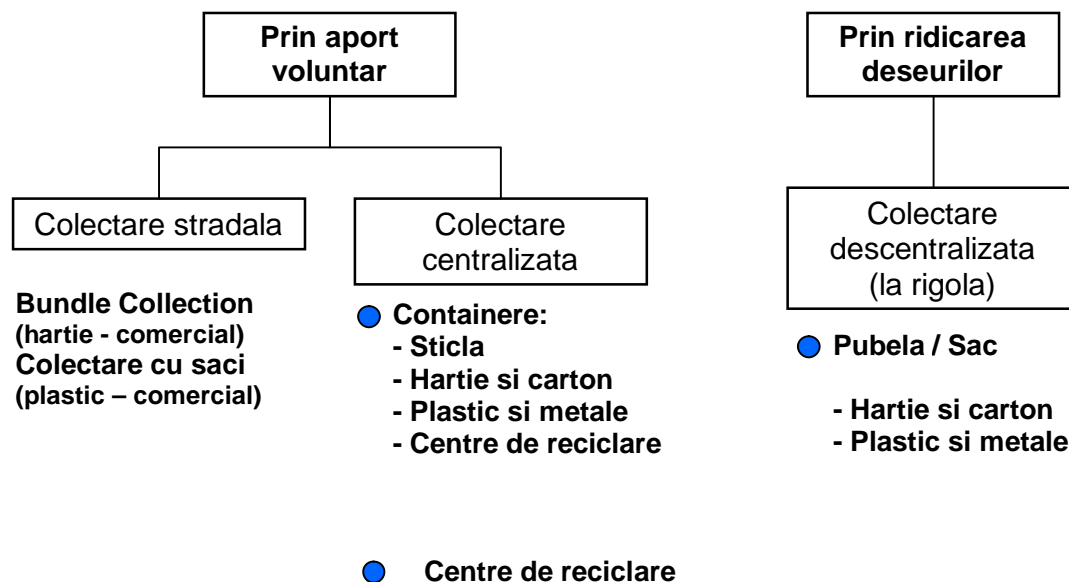 Prin aport
voluntar
Prin ridicarea
deseurilor
Colectare stradala
Colectare
centralizata
Colectare
descentralizata
(la rigola)
Bundle Collection
(hartie - comercial)
Colectare cu saci
(plastic – comercial)
Containere:
- Sticla
- Hartie si carton
- Plastic si metale
- Centre de reciclare
Pubela / Sac
- Hartie si carton
- Plastic si metale
Centre de reciclare